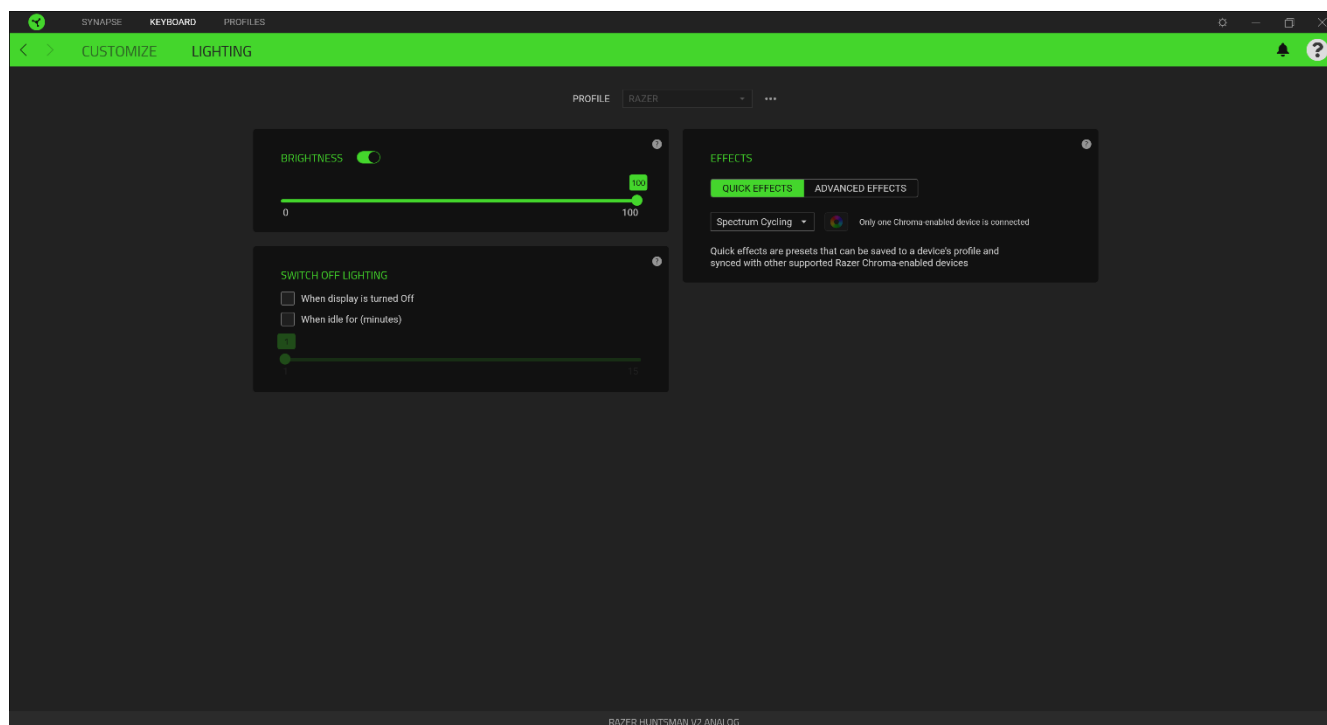 SYNAPSE KEYBOARD PROFILES
CUSTOMIZE LIGHTING
?
PROFILE RAZER
BRIGHTNESS
?
100
0 100
SWITCH OFF LIGHTING
?
When display is turned Off
When idle for (minutes)
1
1 15
EFFECTS
?
QUICK EFFECTS ADVANCED EFFECTS
Spectrum Cycling Only one Chroma-enabled device is connected
Quick effects are presets that can be saved to a device's profile and
synced with other supported Razer Chroma-enabled devices
RAZER HUNTSMAN V2 ANALOG